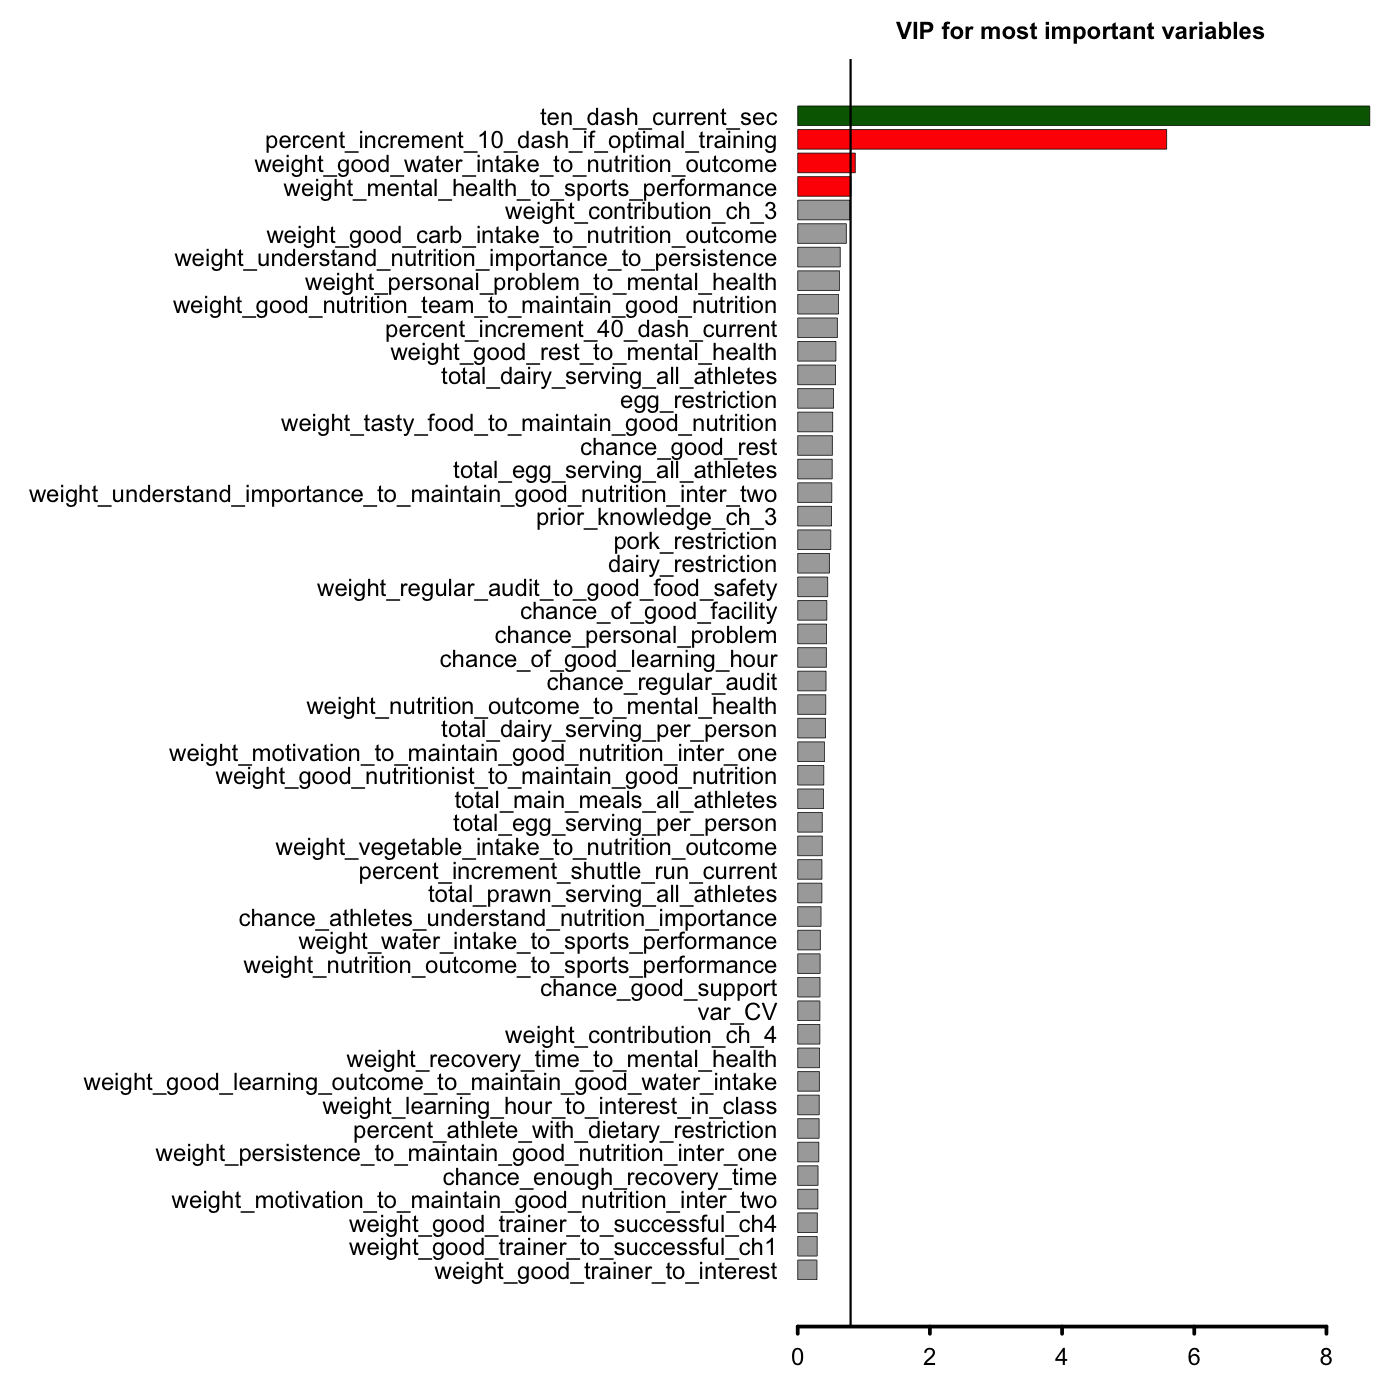 VIP for most important variables
ten_dash_current_sec
percent_increment_10_dash_if_optimal_training
weight_good_water_intake_to_nutrition_outcome
weight_mental_health_to_sports_performance
weight_contribution_ch_3
weight_good_carb_intake_to_nutrition_outcome
weight_understand_nutrition_importance_to_persistence
weight_personal_problem_to_mental_health
weight_good_nutrition_team_to_maintain_good_nutrition
percent_increment_40_dash_current
weight_good_rest_to_mental_health
total_dairy_serving_all_athletes
egg_restriction
weight_tasty_food_to_maintain_good_nutrition
chance_good_rest
total_egg_serving_all_athletes
weight_understand_importance_to_maintain_good_nutrition_inter_two
prior_knowledge_ch_3
pork_restriction
dairy_restriction
weight_regular_audit_to_good_food_safety
chance_of_good_facility
chance_personal_problem
chance_of_good_learning_hour
chance_regular_audit
weight_nutrition_outcome_to_mental_health
total_dairy_serving_per_person
weight_motivation_to_maintain_good_nutrition_inter_one
weight_good_nutritionist_to_maintain_good_nutrition
total_main_meals_all_athletes
total_egg_serving_per_person
weight_vegetable_intake_to_nutrition_outcome
percent_increment_shuttle_run_current
total_prawn_serving_all_athletes
chance_athletes_understand_nutrition_importance
weight_water_intake_to_sports_performance
weight_nutrition_outcome_to_sports_performance
chance_good_support
var_CV
weight_contribution_ch_4
weight_recovery_time_to_mental_health
weight_good_learning_outcome_to_maintain_good_water_intake
weight_learning_hour_to_interest_in_class
percent_athlete_with_dietary_restriction
weight_persistence_to_maintain_good_nutrition_inter_one
chance_enough_recovery_time
weight_motivation_to_maintain_good_nutrition_inter_two
weight_good_trainer_to_successful_ch4
weight_good_trainer_to_successful_ch1
weight_good_trainer_to_interest
0 2 4 6 8